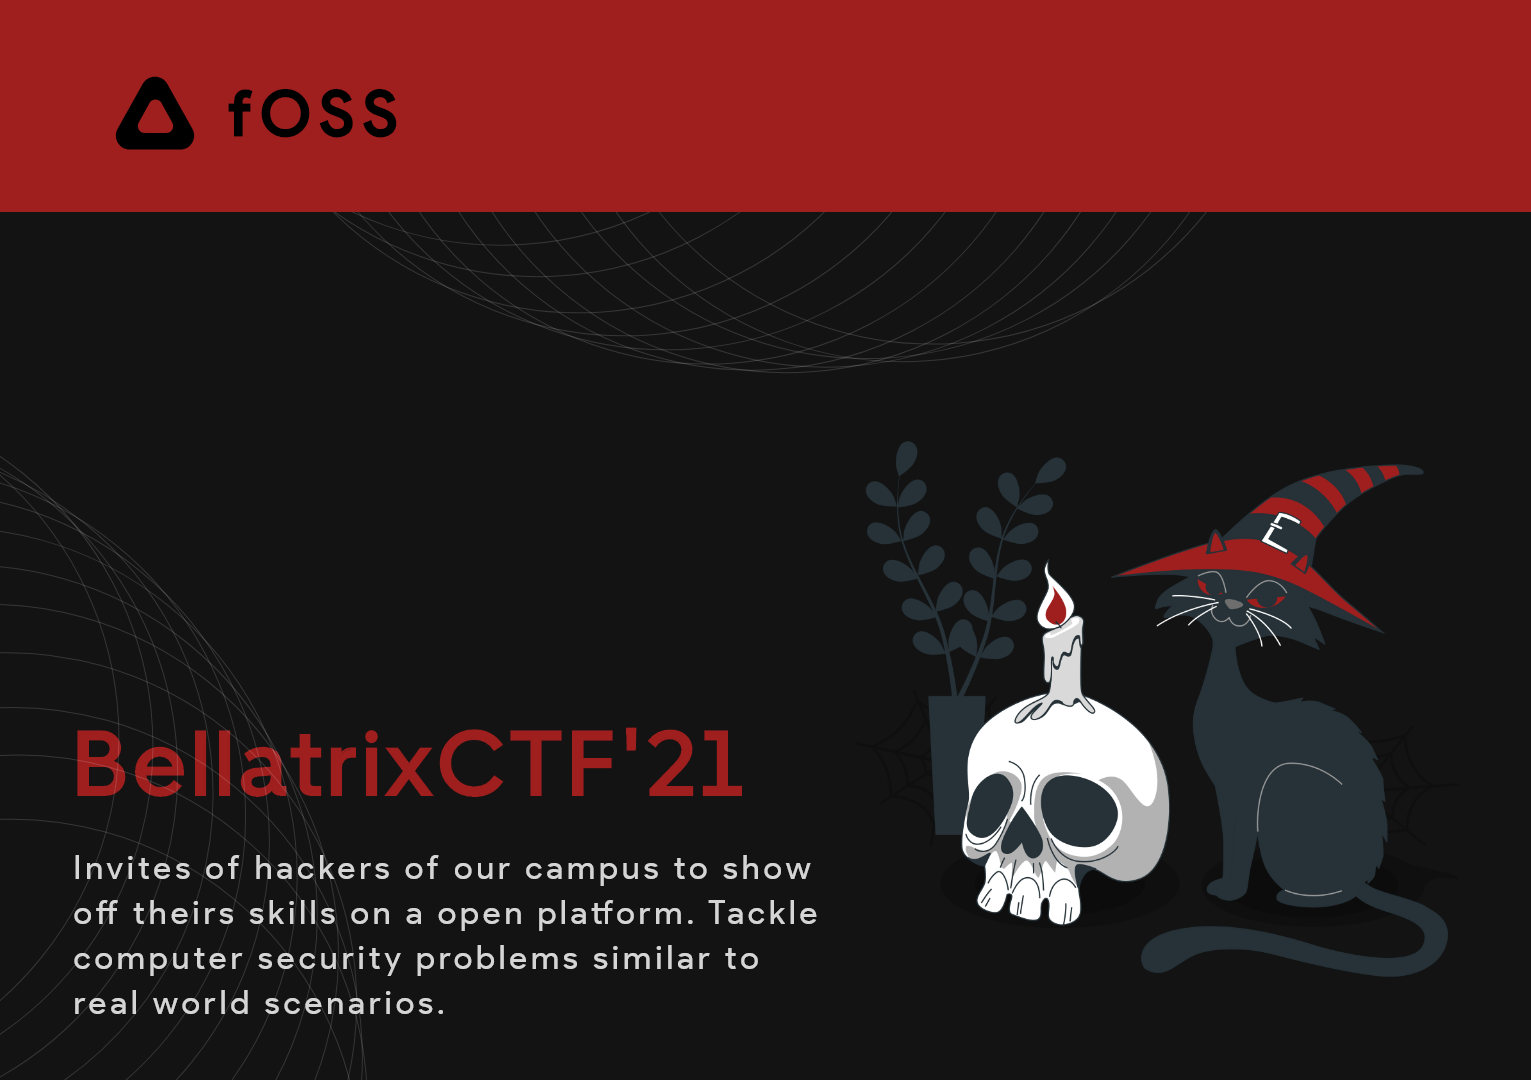 fOSS
BellatrixCTF'21
Invites of hackers of our campus to show
off theirs skills on a open platform. Tackle
computer security problems similar to
real world scenarios.